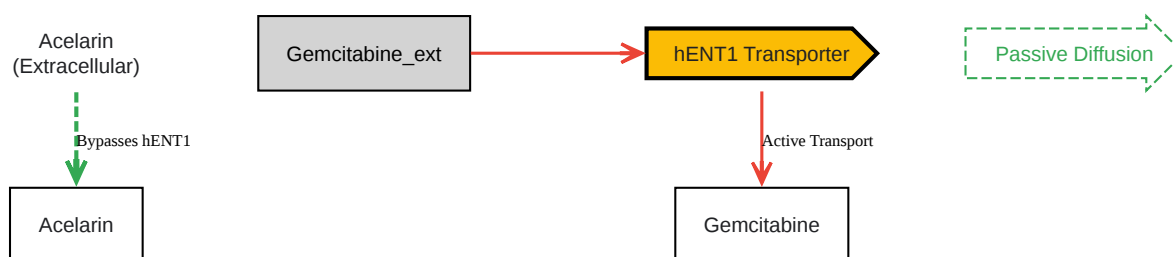 Acelarin
(Extracellular)
Gemcitabine_ext
hENT1 Transporter
Passive Diffusion
Bypasses hENT1
Active Transport
Acelarin
Gemcitabine